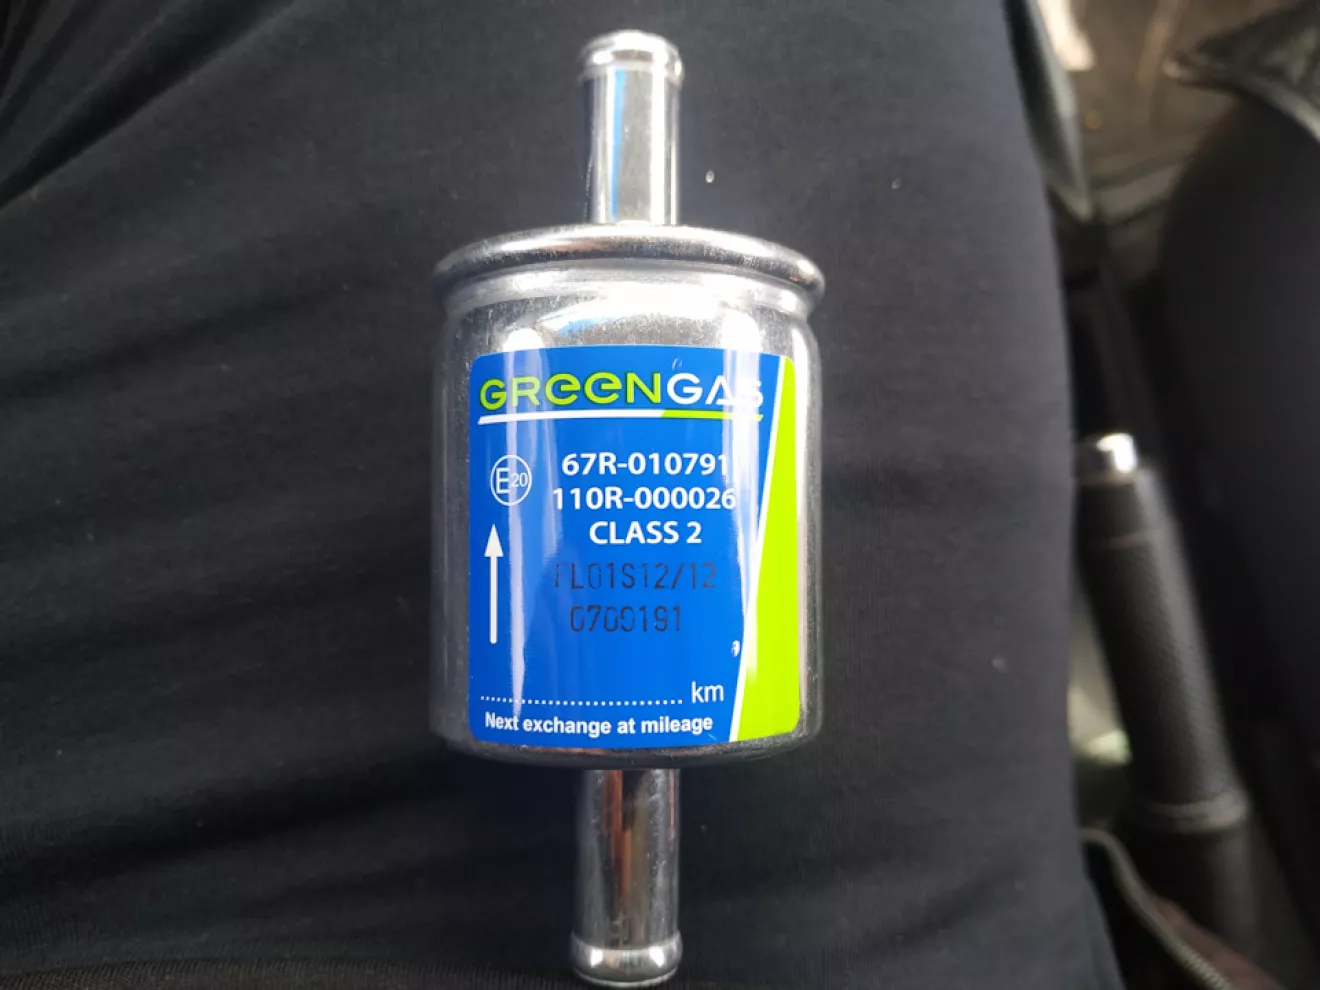 GREENGAS
E20
67R-010791
110R-000026
CLASS 2
FL01S12/12
0709191
km
Next exchange at mileage